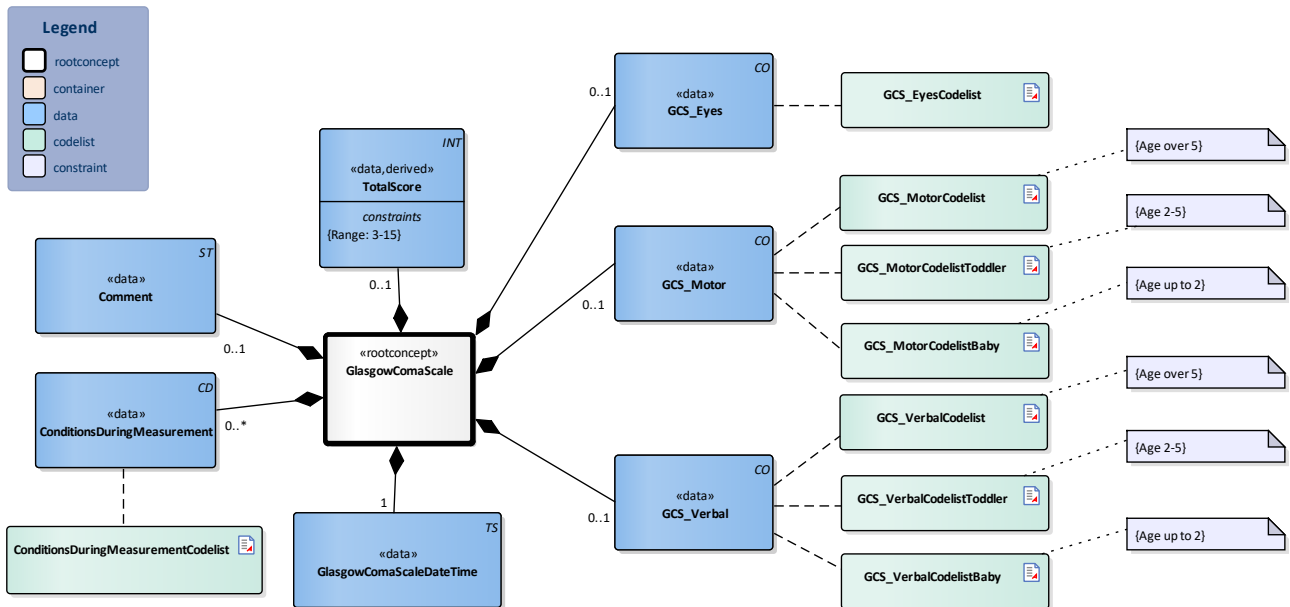 Legend
rootconcept
container
data
codelist
constraint
INT
«data,derived»
TotalScore
constraints
{Range: 3-15}
0..1
ST
«data»
Comment
0..1
CD
«data»
ConditionsDuringMeasurement
0..*
ConditionsDuringMeasurementCodelist
«rootconcept»
GlasgowComaScale
1
TS
«data»
GlasgowComaScaleDateTime
CO
«data»
GCS_Eyes
0..1
GCS_EyesCodelist
CO
«data»
GCS_Motor
0..1
GCS_MotorCodelist
{Age over 5}
GCS_MotorCodelistToddler
{Age 2-5}
GCS_MotorCodelistBaby
{Age up to 2}
CO
«data»
GCS_Verbal
0..1
GCS_VerbalCodelist
{Age over 5}
GCS_VerbalCodelistToddler
{Age 2-5}
GCS_VerbalCodelistBaby
{Age up to 2}